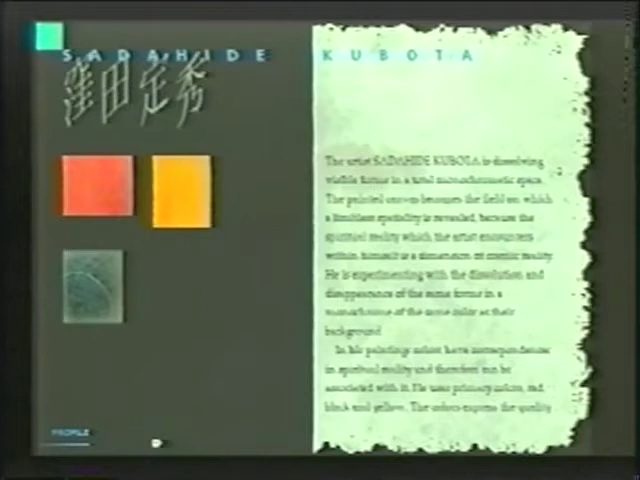 SADAHIDE KUBOTA
窪田定秀
The artist SADAHIDE KUBOTA is dissolving
visible forms in a total monochromatic space.
The painted canvas becomes the field on which
a limitless spatiality is revealed, because the
spiritual reality which the artist encounters
within himself is a dimension of cosmic reality.
He is experimenting with the dissolution and
disappearance of the same forms in a
monochrome of the same color as their
background
In his paintings colors have correspondences
in spiritual reality and therefore can be
associated with it. He uses primary colors, red
black and yellow. The colors express the quality
PROFILE